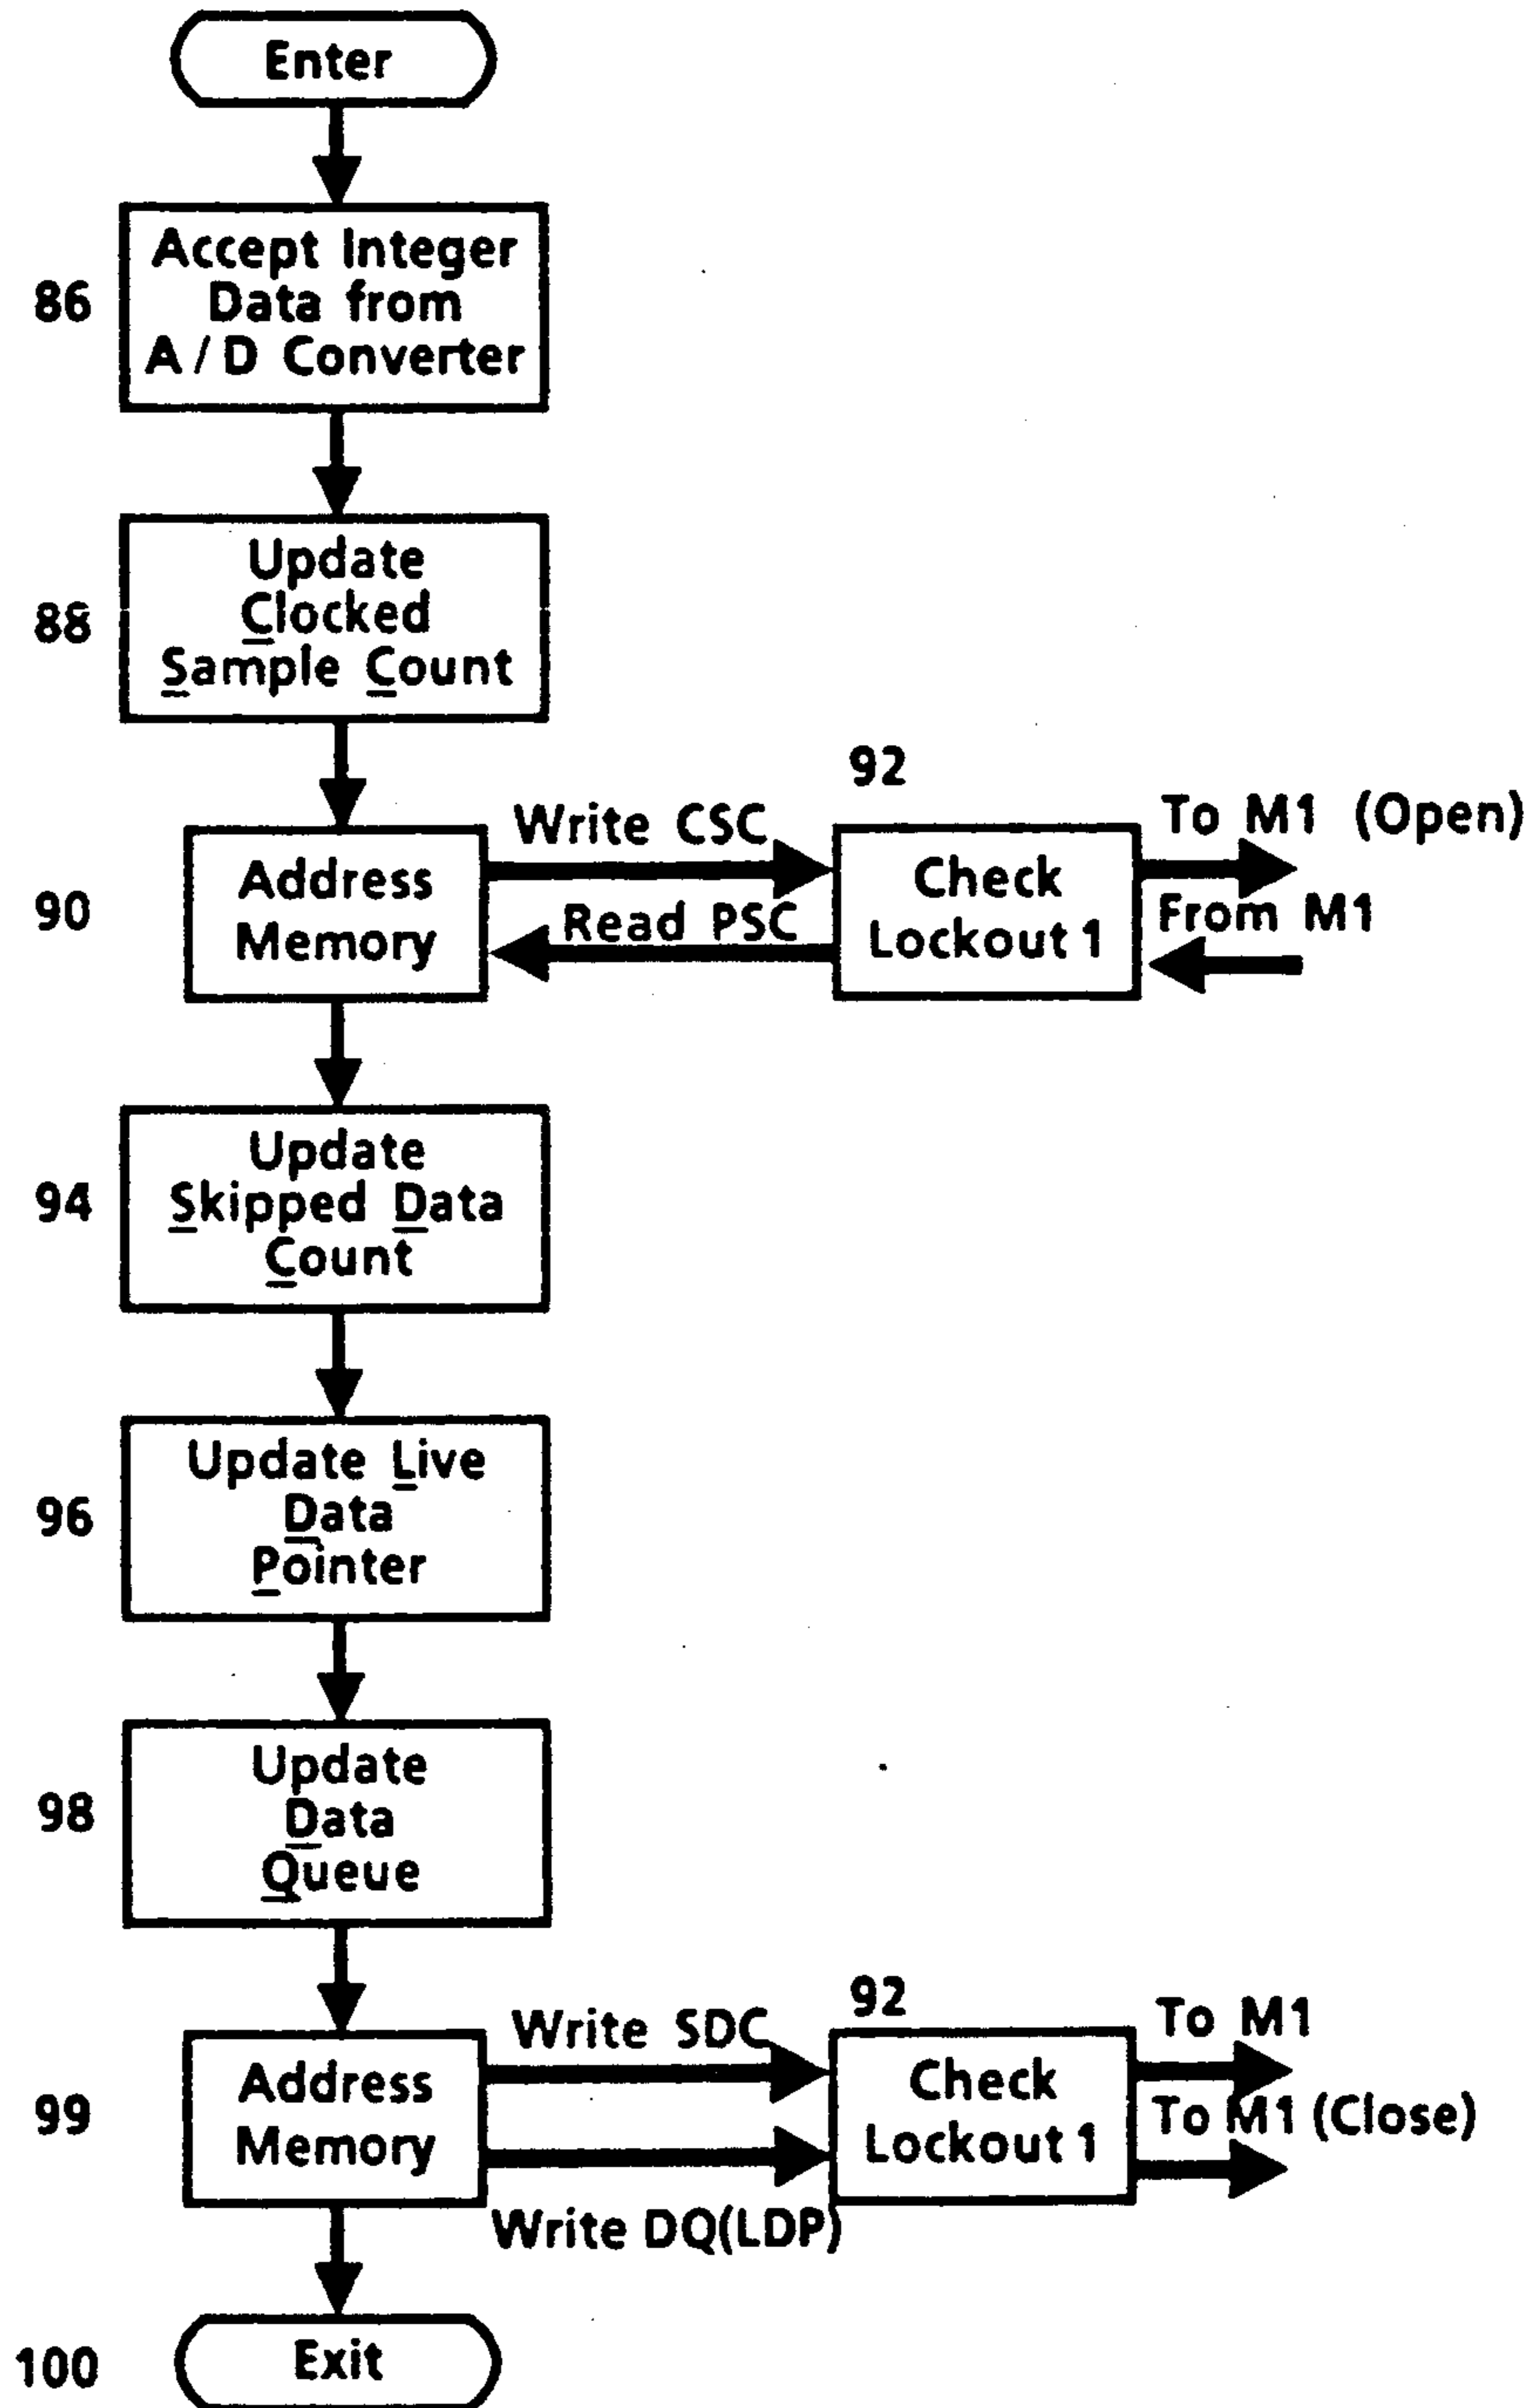 Enter
86
Accept Integer
Data from
A/D Converter
88
Update
Clocked
Sample Count
90
Address
Memory
Write CSC
Read PSC
92
Check
Lockout 1
To M1 (Open)
From M1
94
Update
Skipped Data
Count
96
Update Live
Data
Pointer
98
Update
Data
Queue
99
Address
Memory
Write SDC
Write DQ(LDP)
92
Check
Lockout 1
To M1
To M1 (Close)
100
Exit